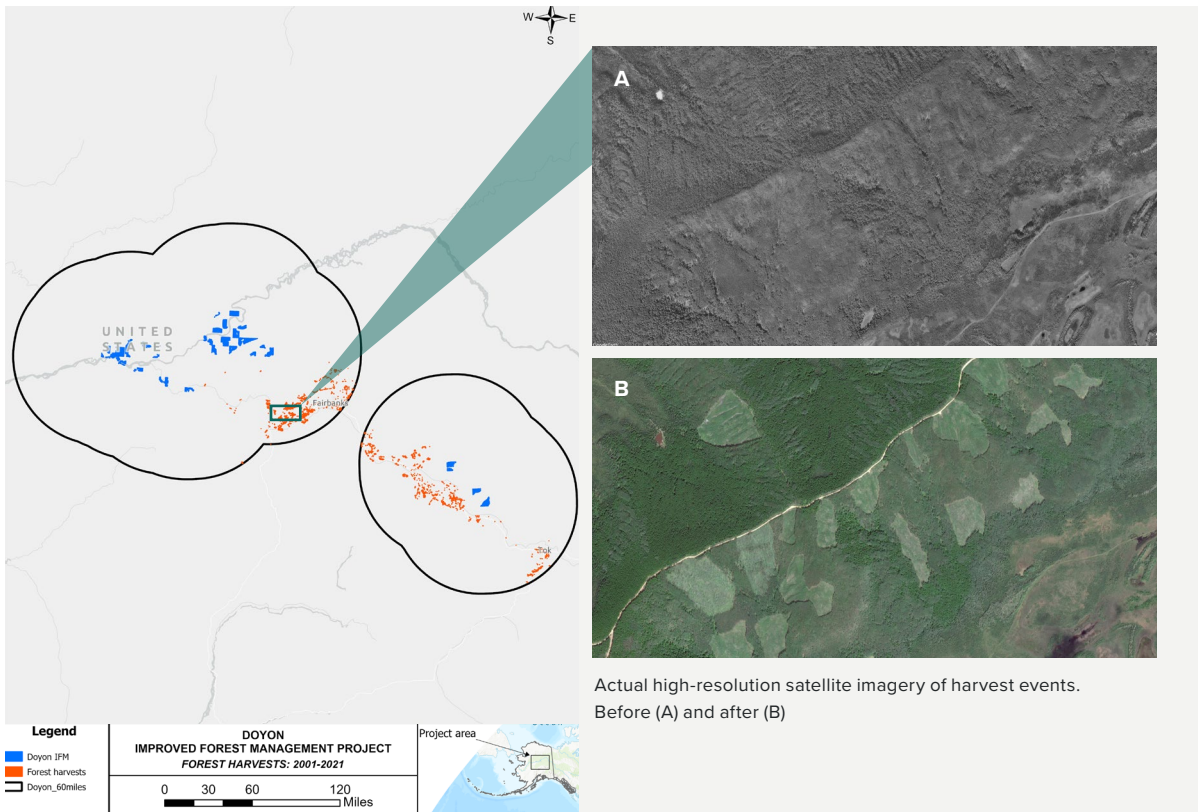 N
W E
S
UNITED
STATES
Fairbanks
Tok
A
B
Actual high-resolution satellite imagery of harvest events.
Before (A) and after (B)
Legend
Doyon IFM
Forest harvests
Doyon_60miles
DOYON
IMPROVED FOREST MANAGEMENT PROJECT
FOREST HARVESTS: 2001-2021
0 30 60 120
Miles
Project area